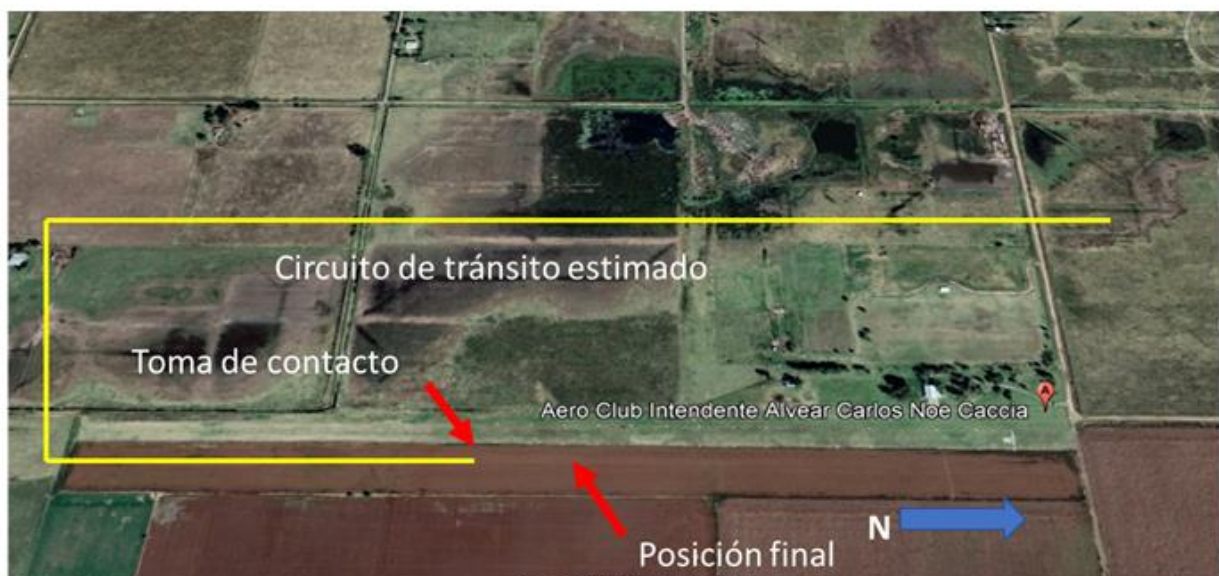 Circuito de tránsito estimado
Toma de contacto
Aero Club Intendente Alvear Carlos Noe Caccia
A
N
Posición final